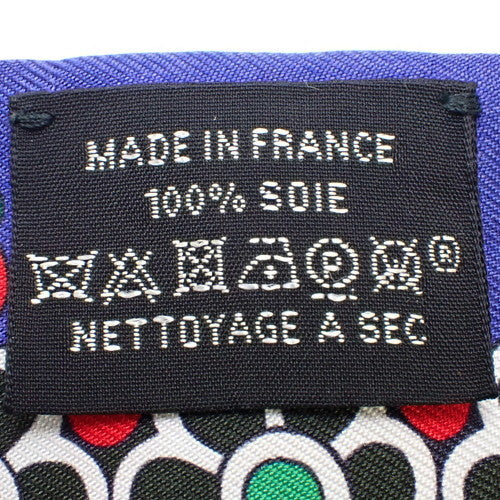 MADE IN FRANCE
100% SOIE
®
NETTOYAGE A SEC